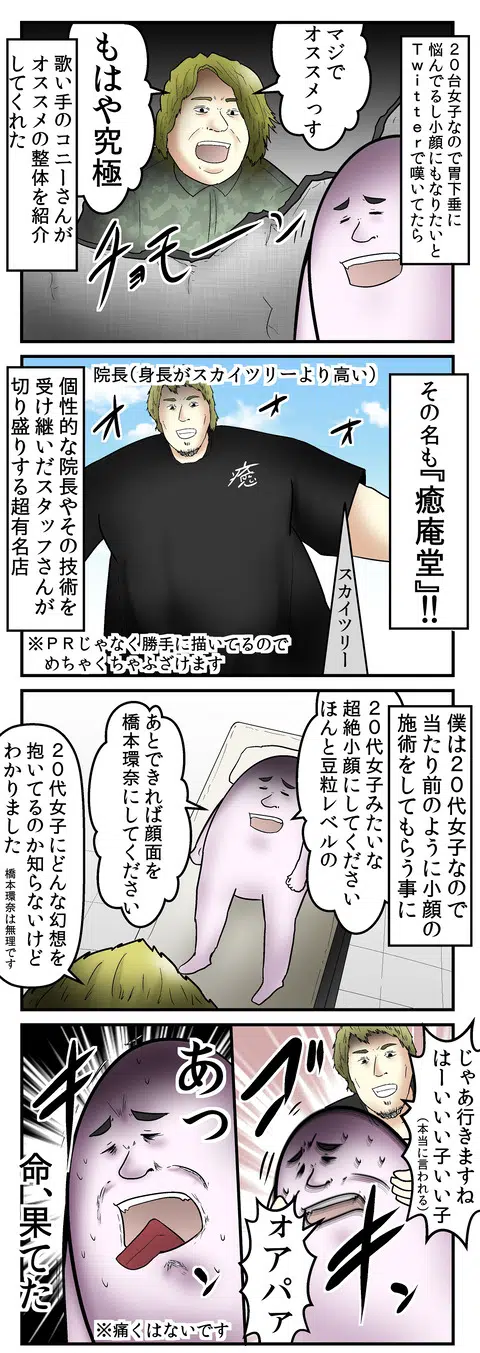 ２０台女子なので胃下垂に
悩んでるし小顔にもなりたいと
Ｔｗｉｔｔｅｒで嘆いてたら
マジで
オススメっす
もはや究極
歌い手のコニーさんが
オススメの整体を紹介
してくれた
チョモーーン
その名も『癒庵堂』!!
院長（身長がスカイツリーより高い）
癒
スカイツリー
個性的な院長やその技術を
受け継いだスタッフさんが
切り盛りする超有名店
※ＰＲじゃなく勝手に描いてるので
めちゃくちゃふざけます
僕は２０代女子なので
当たり前のように小顔の
施術をしてもらう事に
２０代女子みたいな
超絶小顔にしてください
ほんと豆粒レベルの
あとできれば顔面を
橋本環奈にしてください
２０代女子にどんな幻想を
抱いてるのか知らないけど
わかりました 橋本環奈は無理です
じゃあ行きますね
はーいいい子いい子
（本当に言われる）
オアパァ
キン
あっ
キン
命、果てた
※痛くはないです